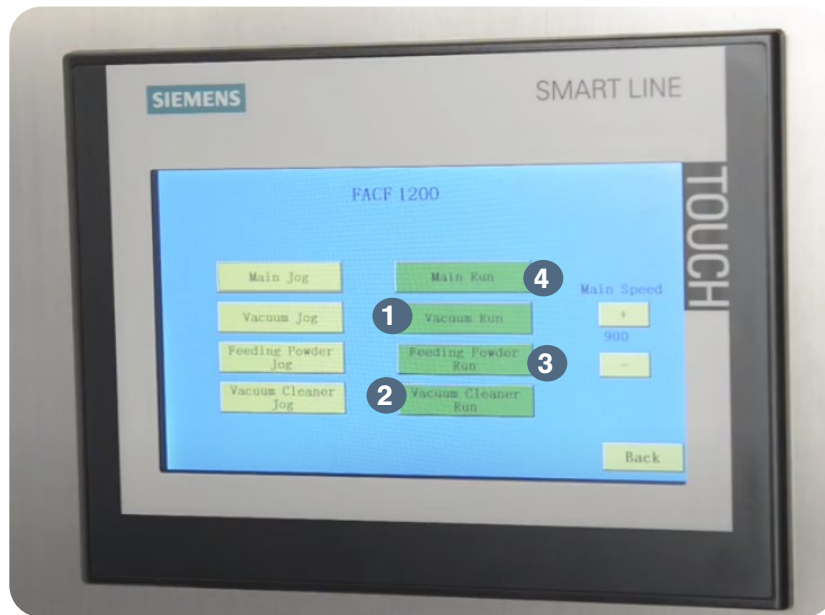 SIEMENS
SMART LINE
TOUCH
FACF 1200
Main Jog
Main Run
4
Main Speed
Vacuum Jog
1
Vacuum Run
+
900
Feeding Powder
Jog
Feeding Powder
Run
3
-
Vacuum Cleaner
Jog
2
Vacuum Cleaner
Run
Back